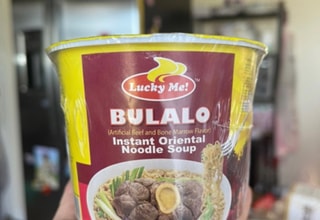 Lucky Me!
BULALO
(Artificial Beef and Bone Marrow Flavor)
Instant Oriental
Noodle Soup